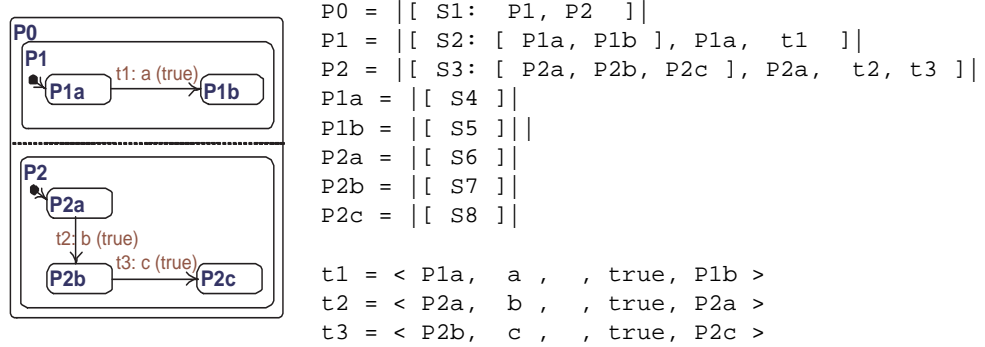 P0
P1
t1: a (true)
P1a
P1b
P2
P2a
t2: b (true)
t3: c (true)
P2b
P2c
P0 = |[ S1: P1, P2 ]|
P1 = |[ S2: [ P1a, P1b ], P1a, t1 ]|
P2 = |[ S3: [ P2a, P2b, P2c ], P2a, t2, t3 ]|
P1a = |[ S4 ]|
P1b = |[ S5 ]||
P2a = |[ S6 ]|
P2b = |[ S7 ]|
P2c = |[ S8 ]|
t1 = < P1a, a , , true, P1b >
t2 = < P2a, b , , true, P2a >
t3 = < P2b, c , , true, P2c >